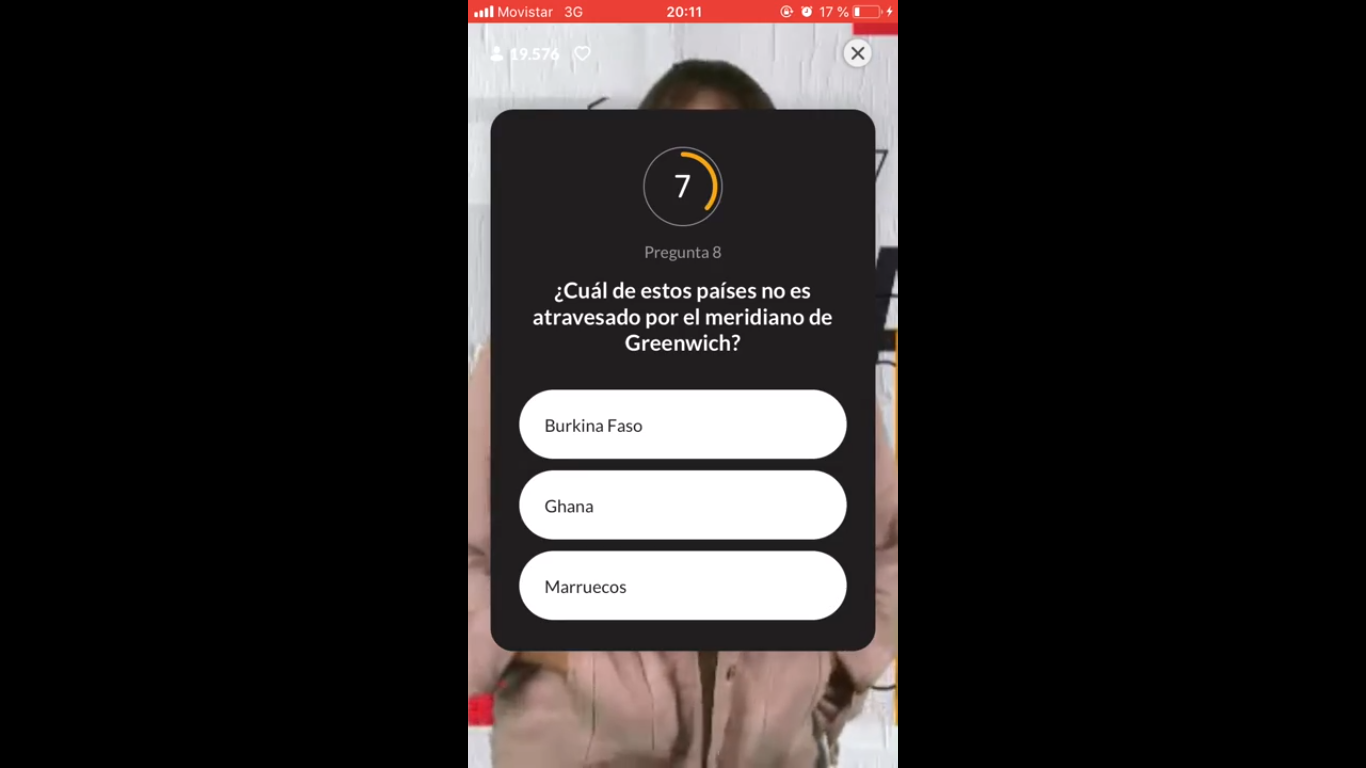 Movistar 3G 20:11 17 %
19.576
7
Pregunta 8
¿Cuál de estos países no es
atravesado por el meridiano de
Greenwich?
Burkina Faso
Ghana
Marruecos